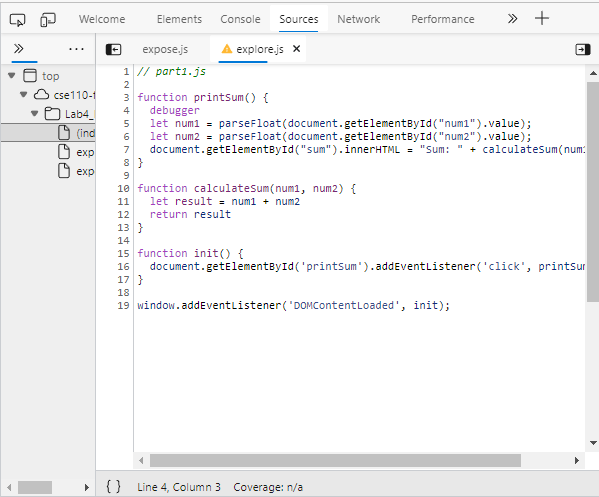 Welcome Elements Console Sources Network Performance » +
» ... expose.js explore.js ×
top
cse110-f
Lab4_
(ind
exp
exp
1 // part1.js
2
3 function printSum() {
4 debugger
5 let num1 = parseFloat(document.getElementById("num1").value);
6 let num2 = parseFloat(document.getElementById("num2").value);
7 document.getElementById("sum").innerHTML = "Sum: " + calculateSum(num1
8 }
9
10 function calculateSum(num1, num2) {
11 let result = num1 + num2
12 return result
13 }
14
15 function init() {
16 document.getElementById('printSum').addEventListener('click', printSum
17 }
18
19 window.addEventListener('DOMContentLoaded', init);
{ } Line 4, Column 3 Coverage: n/a